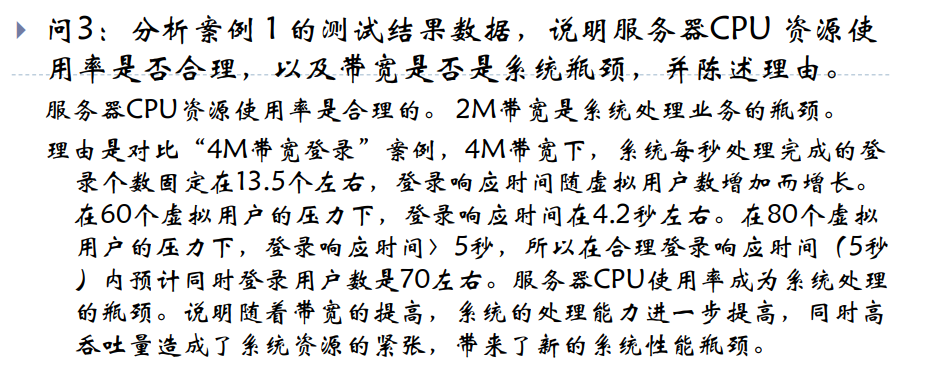 问3：分析案例1的测试结果数据，说明服务器CPU 资源使
用率是否合理，以及带宽是否是系统瓶颈，并陈述理由。
服务器CPU资源使用率是合理的。2M带宽是系统处理业务的瓶颈。
理由是对比“4M带宽登录”案例，4M带宽下，系统每秒处理完成的登
录个数固定在13.5个左右，登录响应时间随虚拟用户数增加而增长。
在60个虚拟用户的压力下，登录响应时间在4.2秒左右。在80个虚拟
用户的压力下，登录响应时间〉5秒，所以在合理登录响应时间（5秒
）内预计同时登录用户数是70左右。服务器CPU使用率成为系统处理
的瓶颈。说明随着带宽的提高，系统的处理能力进一步提高，同时高
吞吐量造成了系统资源的紧张，带来了新的系统性能瓶颈。